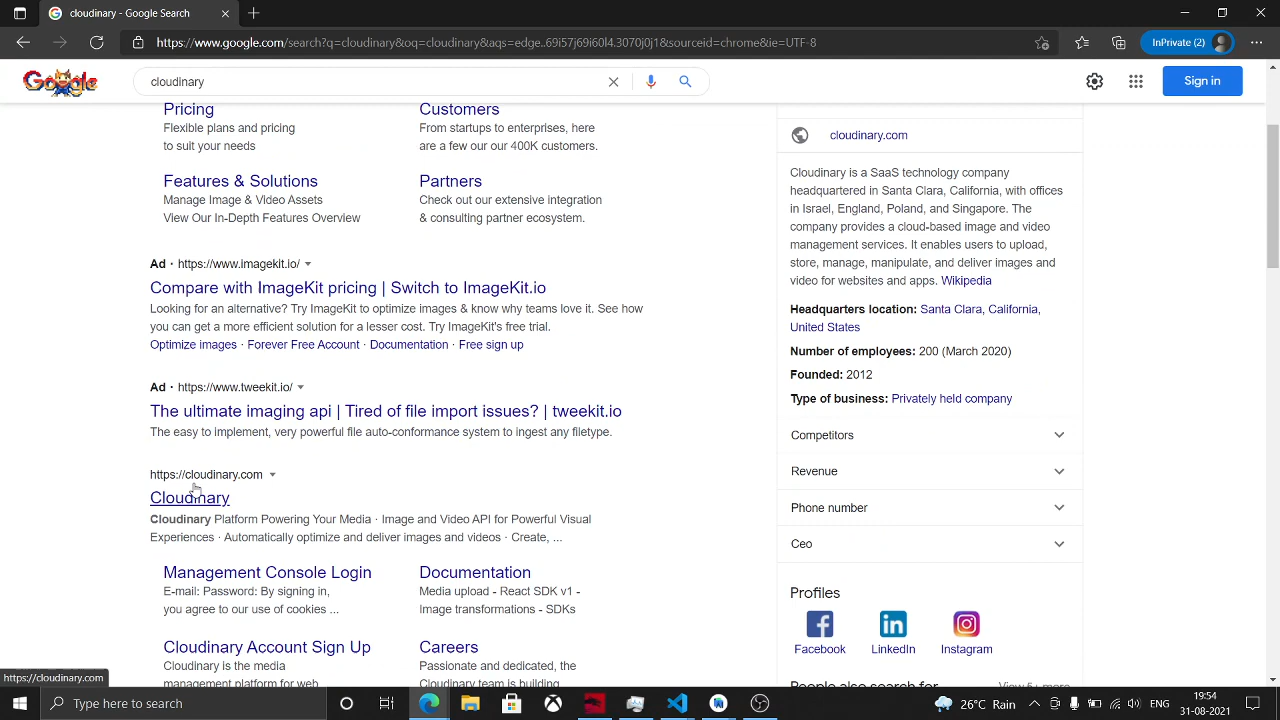 cloudinary - Google Search
https://www.google.com/search?q=cloudinary&oq=cloudinary&aqs=edge..69i57j69i60l4.3070j0j1&sourceid=chrome&ie=UTF-8
InPrivate (2)
Google
cloudinary
Sign in
Pricing
Flexible plans and pricing
to suit your needs
Customers
From startups to enterprises, here
are a few our our 400K customers.
Features & Solutions
Manage Image & Video Assets
View Our In-Depth Features Overview
Partners
Check out our extensive integration
& consulting partner ecosystem.
Ad · https://www.imagekit.io/
Compare with ImageKit pricing | Switch to ImageKit.io
Looking for an alternative? Try ImageKit to optimize images & know why teams love it. See how
you can get a more efficient solution for a lesser cost. Try ImageKit's free trial.
Optimize images · Forever Free Account · Documentation · Free sign up
Ad · https://www.tweekit.io/
The ultimate imaging api | Tired of file import issues? | tweekit.io
The easy to implement, very powerful file auto-conformance system to ingest any filetype.
https://cloudinary.com
Cloudinary
Cloudinary Platform Powering Your Media · Image and Video API for Powerful Visual
Experiences · Automatically optimize and deliver images and videos · Create, ...
Management Console Login
E-mail: Password: By signing in,
you agree to our use of cookies ...
Documentation
Media upload - React SDK v1 -
Image transformations - SDKs
Cloudinary Account Sign Up
Cloudinary is the media
management platform for web
Careers
Passionate and dedicated, the
Cloudinary team is building
cloudinary.com
Cloudinary is a SaaS technology company
headquartered in Santa Clara, California, with offices
in Israel, England, Poland, and Singapore. The
company provides a cloud-based image and video
management services. It enables users to upload,
store, manage, manipulate, and deliver images and
video for websites and apps. Wikipedia
Headquarters location: Santa Clara, California,
United States
Number of employees: 200 (March 2020)
Founded: 2012
Type of business: Privately held company
Competitors
Revenue
Phone number
Ceo
Profiles
Facebook
LinkedIn
Instagram
People also search for
View 5+ more
https://cloudinary.com
Type here to search
26°C Rain
ENG
19:54
31-08-2021